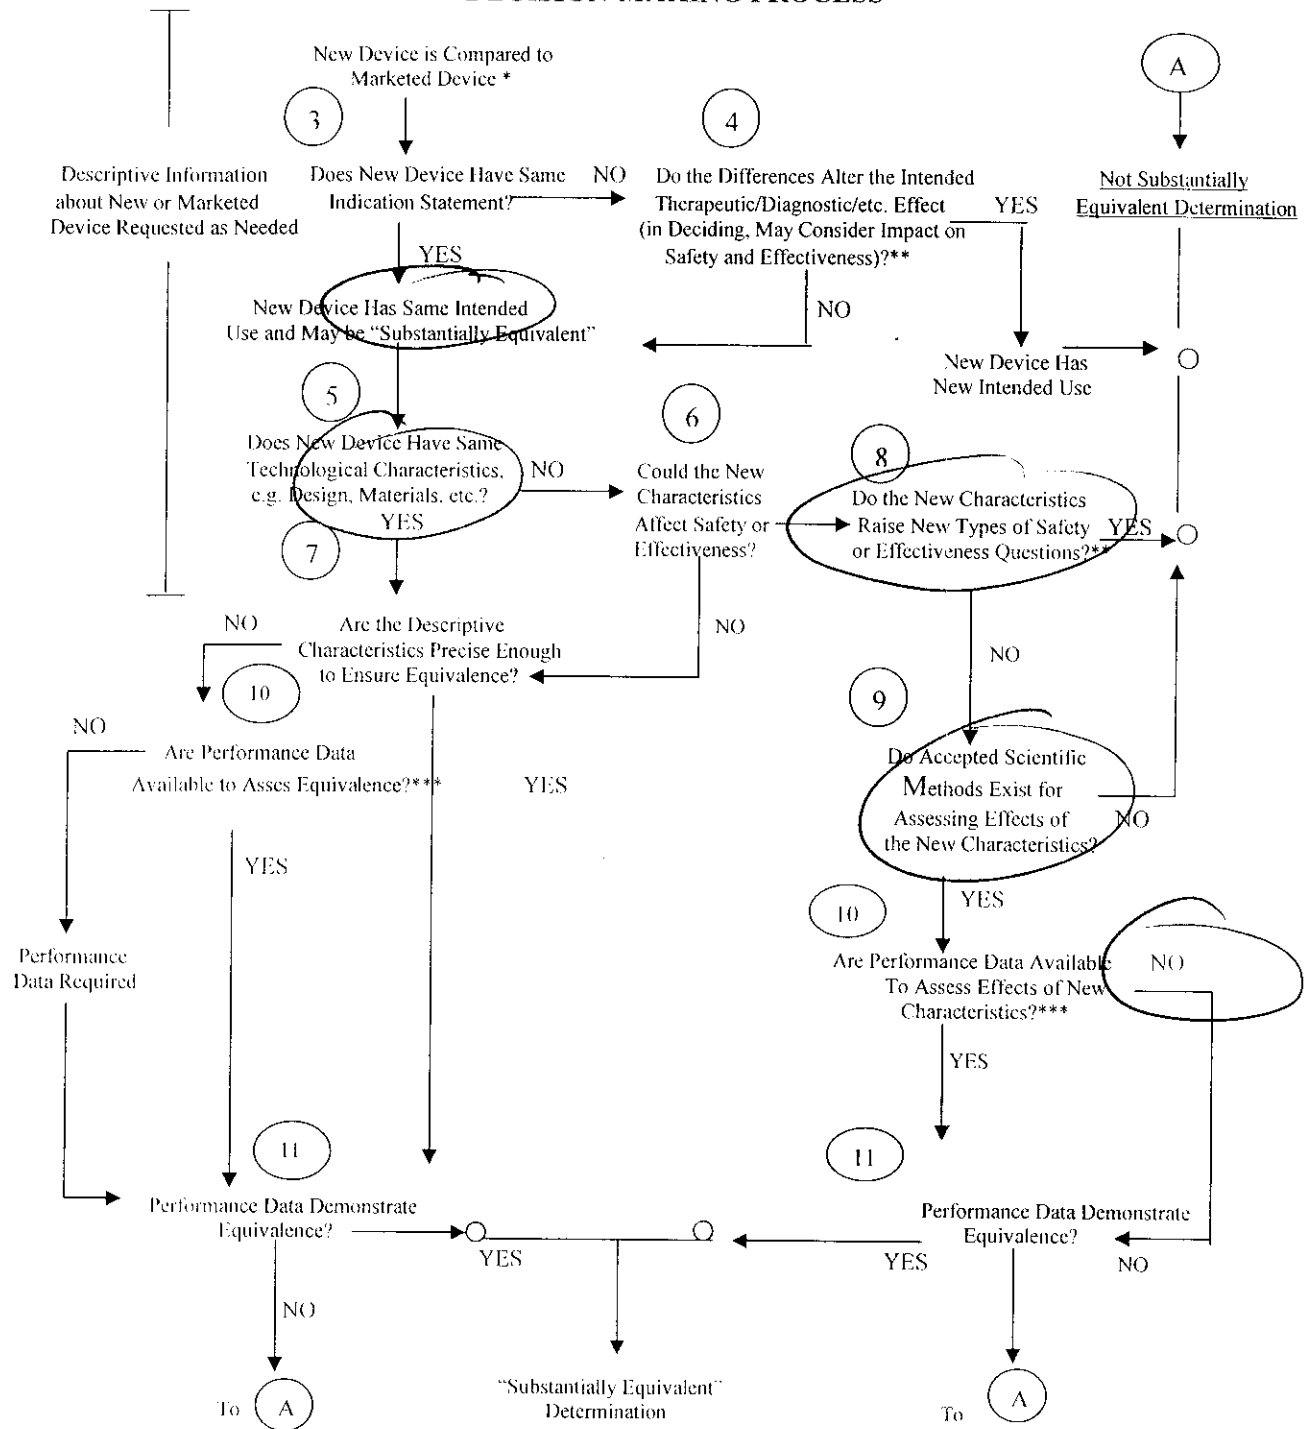 DECISION MAKING PROCESS
New Device is Compared to
Marketed Device *
A
3
4
Descriptive Information
about New or Marketed
Device Requested as Needed
Does New Device Have Same
Indication Statement?
NO
Do the Differences Alter the Intended
Therapeutic/Diagnostic/etc. Effect
(in Deciding, May Consider Impact on
Safety and Effectiveness)?**
YES
Not Substantially
Equivalent Determination
YES
NO
New Device Has Same Intended
Use and May be “Substantially Equivalent”
New Device Has
New Intended Use
5
6
8
Does New Device Have Same
Technological Characteristics,
e.g. Design, Materials, etc.?
NO
YES
Could the New
Characteristics
Affect Safety or
Effectiveness?
Do the New Characteristics
Raise New Types of Safety
or Effectiveness Questions?**
YES
7
NO
Are the Descriptive
Characteristics Precise Enough
to Ensure Equivalence?
NO
NO
10
9
NO
Are Performance Data
Available to Asses Equivalence?***
YES
Do Accepted Scientific
Methods Exist for
Assessing Effects of
the New Characteristics?
NO
YES
YES
10
Performance
Data Required
Are Performance Data Available
To Assess Effects of New
Characteristics?***
NO
YES
11
11
Performance Data Demonstrate
Equivalence?
YES
Performance Data Demonstrate
Equivalence?
YES
NO
NO
To A
“Substantially Equivalent”
Determination
To A